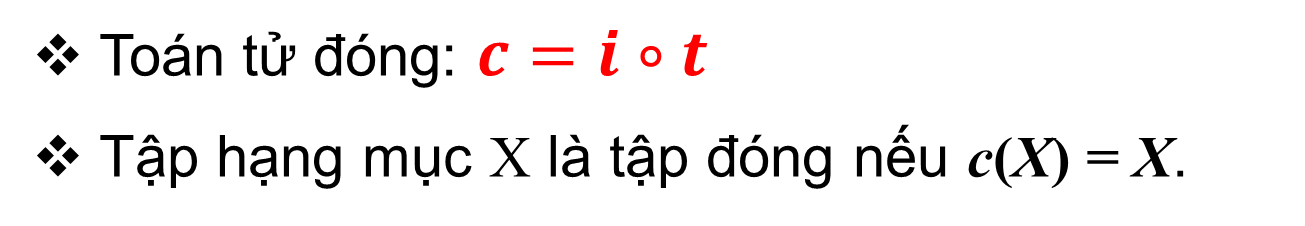 ❖ Toán tử đóng: c = i ∘ t
❖ Tập hạng mục X là tập đóng nếu c(X) = X.